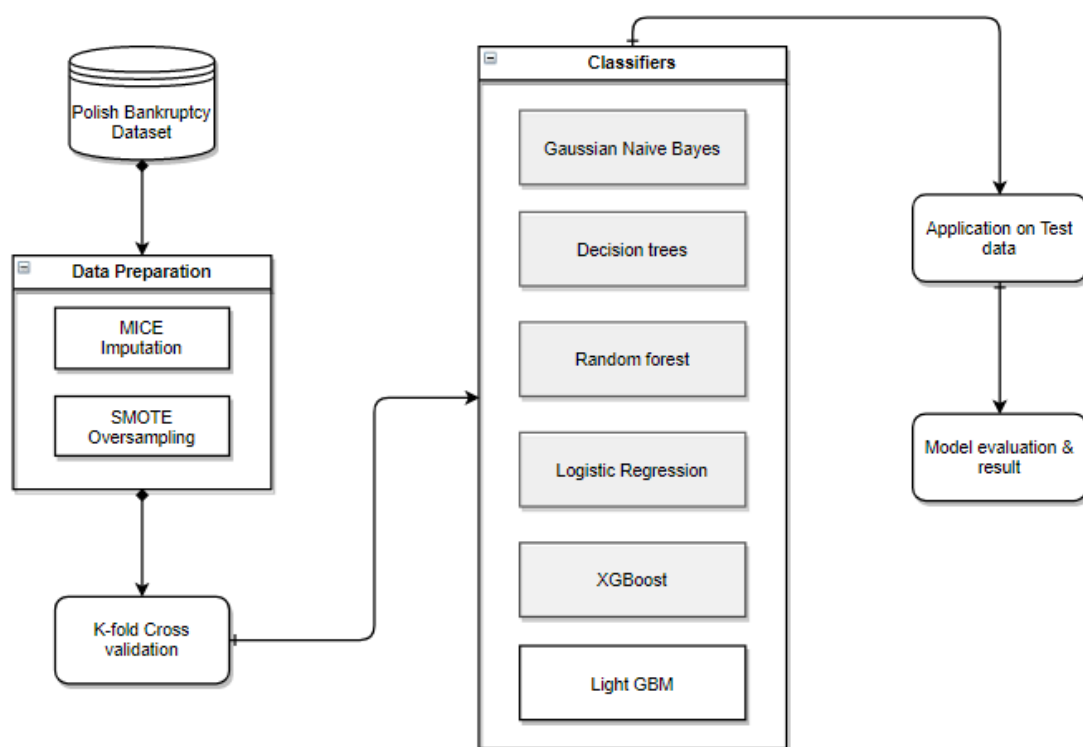 Polish Bankruptcy
Dataset
Data Preparation
MICE
Imputation
SMOTE
Oversampling
K-fold Cross
validation
Classifiers
Gaussian Naive Bayes
Decision trees
Random forest
Logistic Regression
XGBoost
Light GBM
Application on Test
data
Model evaluation &
result